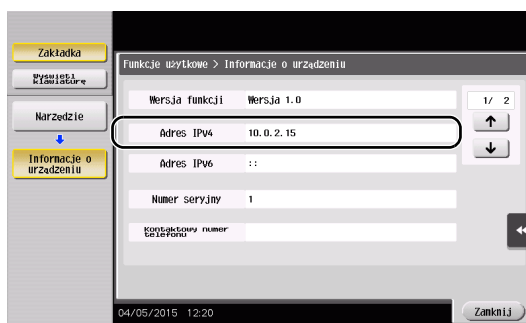 Zakładka
Funkcje użytkowe > Informacje o urządzeniu
Wyświetl
klawiaturę
Wersja funkcji Wersja 1.0
1/ 2
Narzędzie
Adres IPv4 10.0.2.15
Informacje o
urządzeniu
Adres IPv6 ::
Numer seryjny 1
Kontaktowy numer
telefonu
04/05/2015 12:20
Zamknij